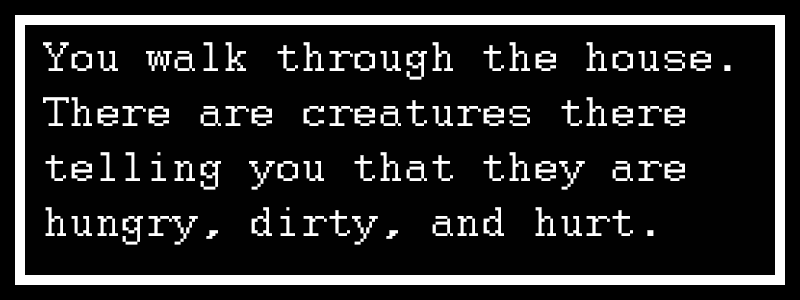 You walk through the house.
There are creatures there
telling you that they are
hungry, dirty, and hurt.